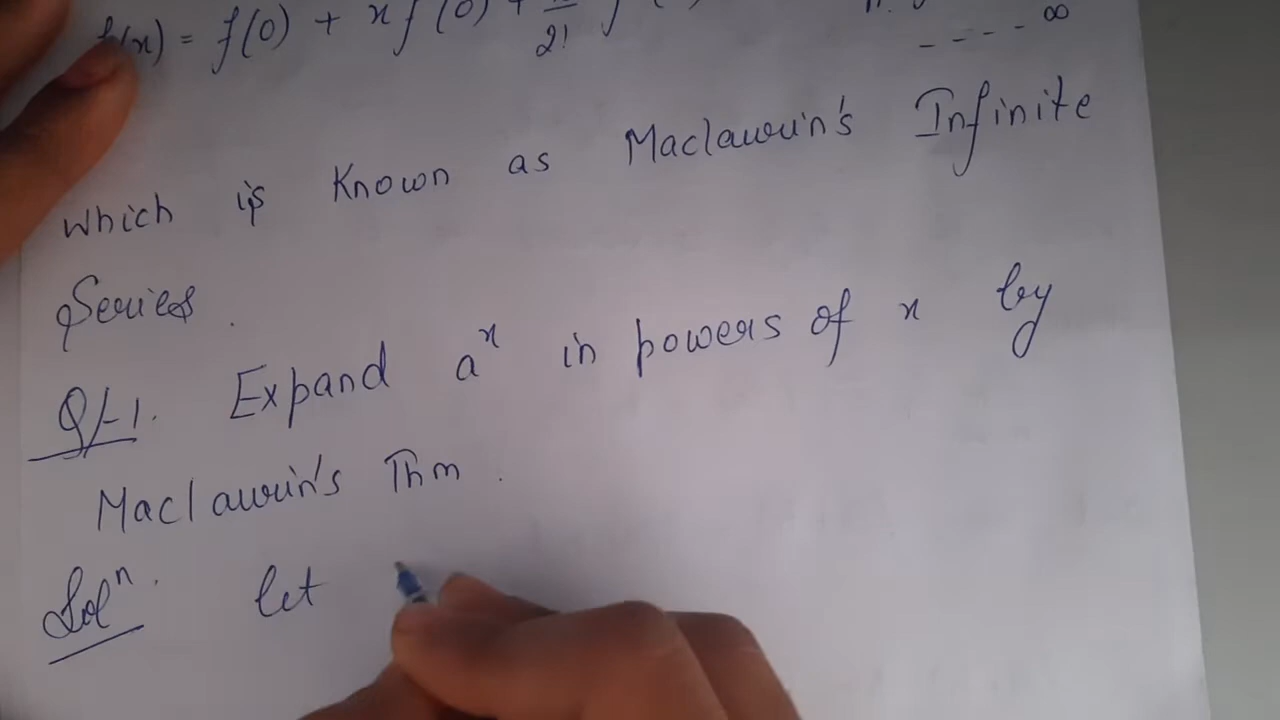 f(x) = f(0) + x f'(0) + x²/2!
- - - - ∞
which is Known as Maclaurin's Infinite
Series.
Q/-1. Expand a^x in powers of x by
Maclaurin's Thm.
Solⁿ. let